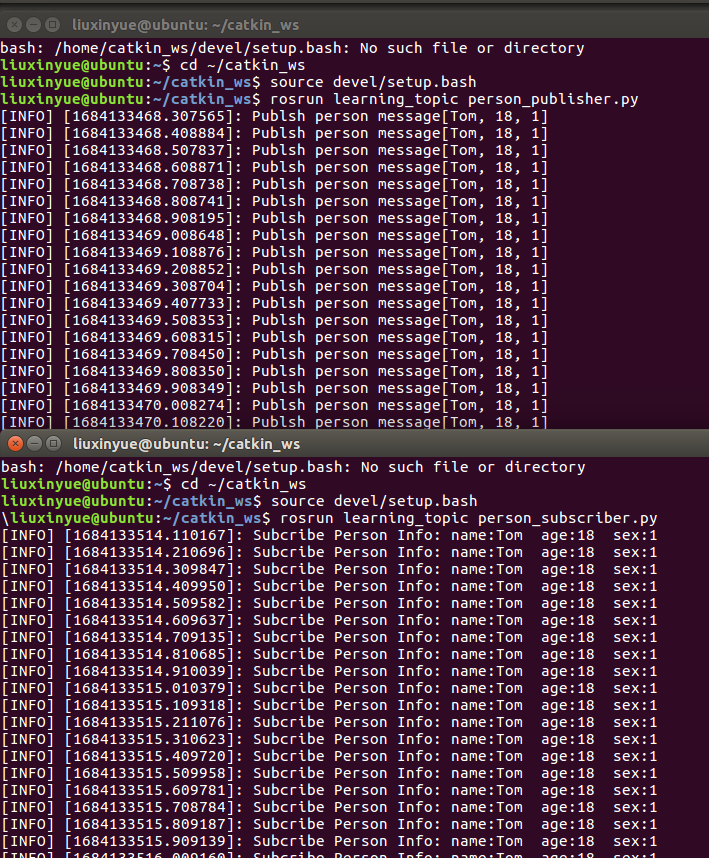 liuxinyue@ubuntu: ~/catkin_ws
bash: /home/catkin_ws/devel/setup.bash: No such file or directory
liuxinyue@ubuntu:~$ cd ~/catkin_ws
liuxinyue@ubuntu:~/catkin_ws$ source devel/setup.bash
liuxinyue@ubuntu:~/catkin_ws$ rosrun learning_topic person_publisher.py
[INFO] [1684133468.307565]: Publsh person message[Tom, 18, 1]
[INFO] [1684133468.408884]: Publsh person message[Tom, 18, 1]
[INFO] [1684133468.507837]: Publsh person message[Tom, 18, 1]
[INFO] [1684133468.608871]: Publsh person message[Tom, 18, 1]
[INFO] [1684133468.708738]: Publsh person message[Tom, 18, 1]
[INFO] [1684133468.808741]: Publsh person message[Tom, 18, 1]
[INFO] [1684133468.908195]: Publsh person message[Tom, 18, 1]
[INFO] [1684133469.008648]: Publsh person message[Tom, 18, 1]
[INFO] [1684133469.108876]: Publsh person message[Tom, 18, 1]
[INFO] [1684133469.208852]: Publsh person message[Tom, 18, 1]
[INFO] [1684133469.308704]: Publsh person message[Tom, 18, 1]
[INFO] [1684133469.407733]: Publsh person message[Tom, 18, 1]
[INFO] [1684133469.508353]: Publsh person message[Tom, 18, 1]
[INFO] [1684133469.608315]: Publsh person message[Tom, 18, 1]
[INFO] [1684133469.708450]: Publsh person message[Tom, 18, 1]
[INFO] [1684133469.808350]: Publsh person message[Tom, 18, 1]
[INFO] [1684133469.908349]: Publsh person message[Tom, 18, 1]
[INFO] [1684133470.008274]: Publsh person message[Tom, 18, 1]
[INFO] [1684133470.108220]: Publsh person message[Tom, 18, 1]
liuxinyue@ubuntu: ~/catkin_ws
bash: /home/catkin_ws/devel/setup.bash: No such file or directory
liuxinyue@ubuntu:~$ cd ~/catkin_ws
liuxinyue@ubuntu:~/catkin_ws$ source devel/setup.bash
\liuxinyue@ubuntu:~/catkin_ws$ rosrun learning_topic person_subscriber.py
[INFO] [1684133514.110167]: Subcribe Person Info: name:Tom  age:18  sex:1
[INFO] [1684133514.210696]: Subcribe Person Info: name:Tom  age:18  sex:1
[INFO] [1684133514.309847]: Subcribe Person Info: name:Tom  age:18  sex:1
[INFO] [1684133514.409950]: Subcribe Person Info: name:Tom  age:18  sex:1
[INFO] [1684133514.509582]: Subcribe Person Info: name:Tom  age:18  sex:1
[INFO] [1684133514.609637]: Subcribe Person Info: name:Tom  age:18  sex:1
[INFO] [1684133514.709135]: Subcribe Person Info: name:Tom  age:18  sex:1
[INFO] [1684133514.810685]: Subcribe Person Info: name:Tom  age:18  sex:1
[INFO] [1684133514.910039]: Subcribe Person Info: name:Tom  age:18  sex:1
[INFO] [1684133515.010379]: Subcribe Person Info: name:Tom  age:18  sex:1
[INFO] [1684133515.109318]: Subcribe Person Info: name:Tom  age:18  sex:1
[INFO] [1684133515.211076]: Subcribe Person Info: name:Tom  age:18  sex:1
[INFO] [1684133515.310623]: Subcribe Person Info: name:Tom  age:18  sex:1
[INFO] [1684133515.409720]: Subcribe Person Info: name:Tom  age:18  sex:1
[INFO] [1684133515.509958]: Subcribe Person Info: name:Tom  age:18  sex:1
[INFO] [1684133515.609781]: Subcribe Person Info: name:Tom  age:18  sex:1
[INFO] [1684133515.708784]: Subcribe Person Info: name:Tom  age:18  sex:1
[INFO] [1684133515.809187]: Subcribe Person Info: name:Tom  age:18  sex:1
[INFO] [1684133515.909139]: Subcribe Person Info: name:Tom  age:18  sex:1
[INFO] [1684133516.009160]: Subcribe Person Info: name:Tom  age:18  sex:1